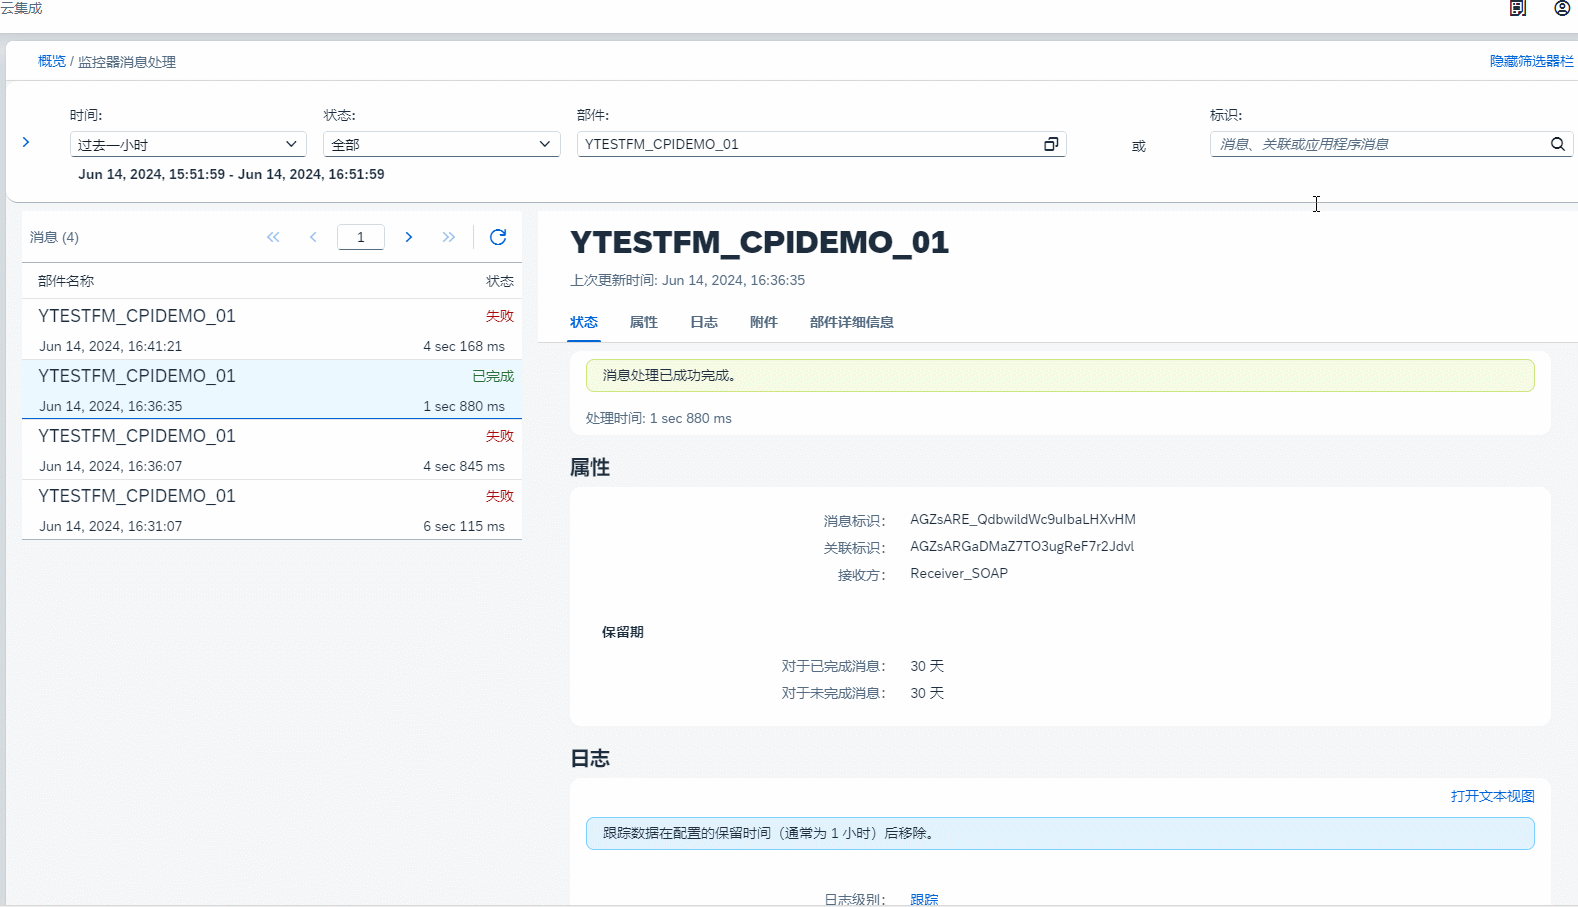 云集成
概览 / 监控器消息处理
隐藏筛选器栏
时间:
状态:
部件:
标识:
过去一小时
全部
YTESTFM_CPIDEMO_01
或
消息、关联或应用程序消息
Jun 14, 2024, 15:51:59 - Jun 14, 2024, 16:51:59
消息 (4)
1
部件名称 状态
YTESTFM_CPIDEMO_01 失败
Jun 14, 2024, 16:41:21 4 sec 168 ms
YTESTFM_CPIDEMO_01 已完成
Jun 14, 2024, 16:36:35 1 sec 880 ms
YTESTFM_CPIDEMO_01 失败
Jun 14, 2024, 16:36:07 4 sec 845 ms
YTESTFM_CPIDEMO_01 失败
Jun 14, 2024, 16:31:07 6 sec 115 ms
YTESTFM_CPIDEMO_01
上次更新时间: Jun 14, 2024, 16:36:35
状态 属性 日志 附件 部件详细信息
消息处理已成功完成。
处理时间: 1 sec 880 ms
属性
消息标识: AGZsARE_QdbwildWc9uIbaLHXvHM
关联标识: AGZsARGaDMaZ7TO3ugReF7r2Jdvl
接收方: Receiver_SOAP
保留期
对于已完成消息: 30 天
对于未完成消息: 30 天
日志
打开文本视图
跟踪数据在配置的保留时间（通常为 1 小时）后移除。
日志级别: 跟踪